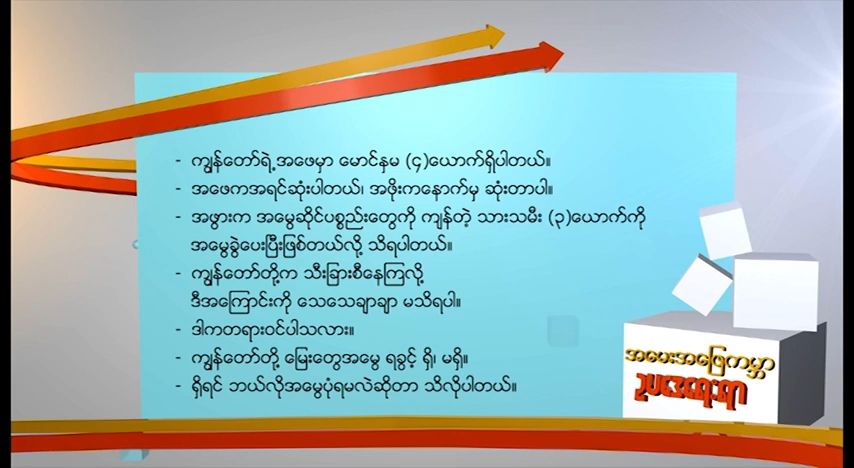 - ကျွန်တော်ရဲ့အဖေမှာ မောင်နှမ (၄)ယောက်ရှိပါတယ်။
- အဖေကအရင်ဆုံးပါတယ်၊ အဖိုးကနောက်မှ ဆုံးတာပါ။
- အဖွားက အမွေဆိုင်ပစ္စည်းတွေကို ကျန်တဲ့ သားသမီး (၃)ယောက်ကို
အမွေခွဲပေးပြီးဖြစ်တယ်လို့ သိရပါတယ်။
- ကျွန်တော်တို့က သီးခြားစီနေကြလို့
ဒီအကြောင်းကို သေသေချာချာ မသိရပါ။
- ဒါကတရားဝင်ပါသလား။
- ကျွန်တော်တို့ မြေးတွေအမွေ ရခွင့် ရှိ၊ မရှိ။
- ရှိရင် ဘယ်လိုအမွေပုံရမလဲဆိုတာ သိလိုပါတယ်။
အမေးအဖြေကဏ္ဍ
ဥပဒေရေးရာ